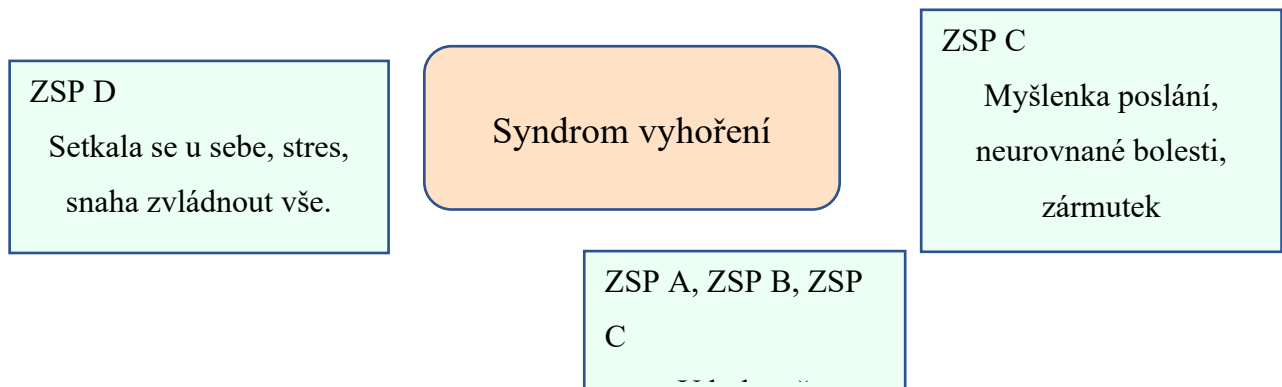 ZSP D
Setkala se u sebe, stres,
snaha zvládnout vše.
Syndrom vyhoření
ZSP C
Myšlenka poslání,
neurovnané bolesti,
zármutek
ZSP A, ZSP B, ZSP
C